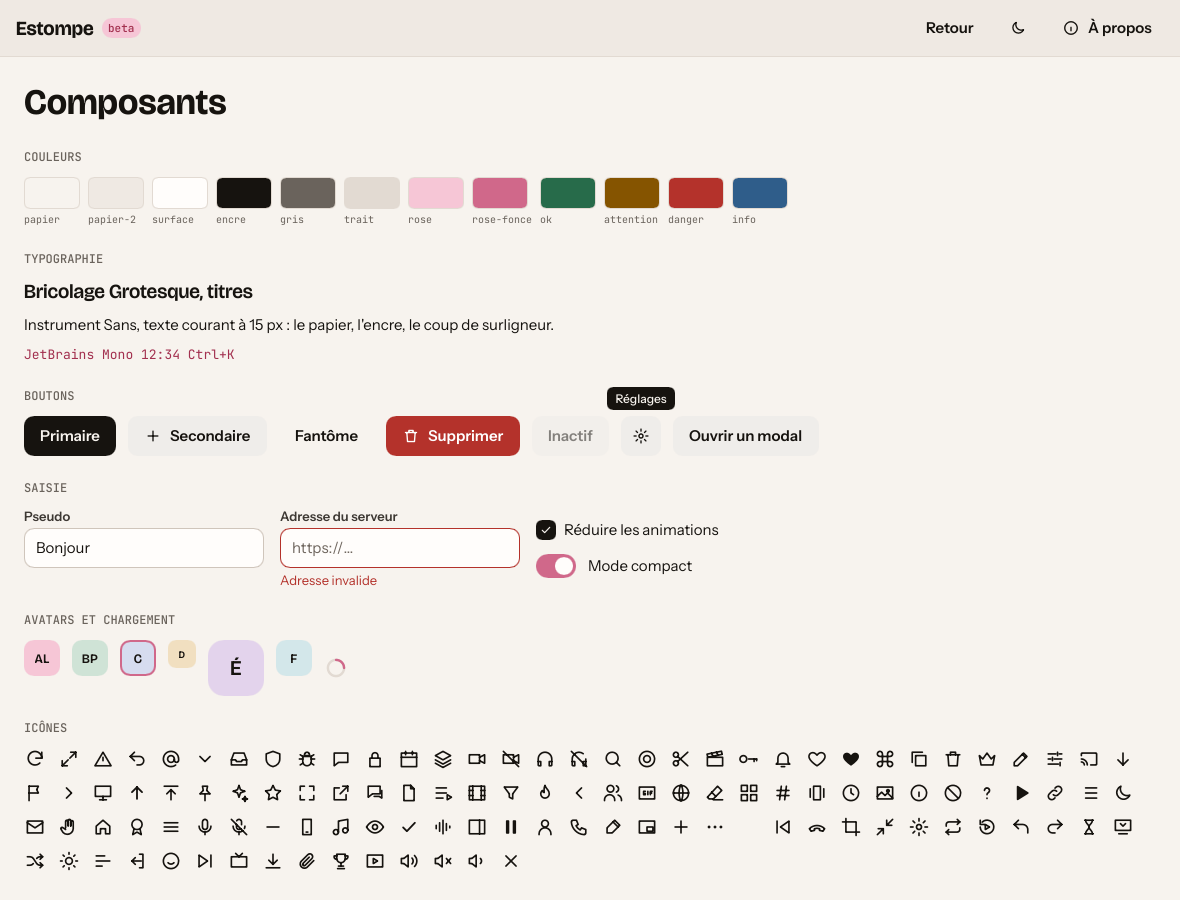 Estompe beta Retour À propos
Composants
COULEURS
papier papier-2 surface encre gris trait rose rose-fonce ok attention danger info
TYPOGRAPHIE
Bricolage Grotesque, titres
Instrument Sans, texte courant à 15 px : le papier, l'encre, le coup de surligneur.
JetBrains Mono 12:34 Ctrl+K
BOUTONS
Réglages
Primaire Secondaire Fantôme Supprimer Inactif Ouvrir un modal
SAISIE
Pseudo Adresse du serveur
Réduire les animations
Bonjour https://…
Mode compact
Adresse invalide
AVATARS ET CHARGEMENT
AL BP C D É F
ICÔNES
GIF